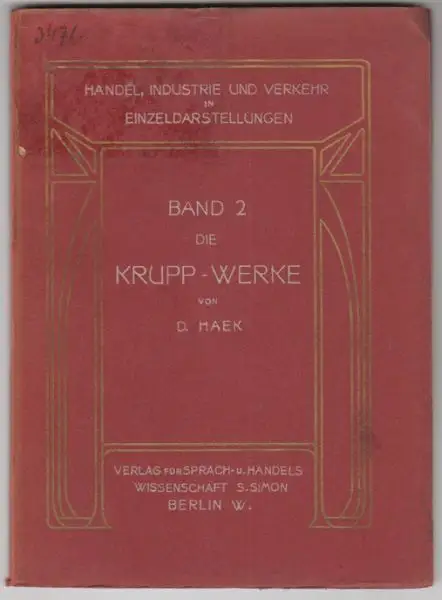 HANDEL, INDUSTRIE UND VERKEHR
IN
EINZELDARSTELLUNGEN
BAND 2
DIE
KRUPP-WERKE
VON
D. HAEK
VERLAG FÜR SPRACH- U. HANDELS
WISSENSCHAFT S. SIMON
BERLIN W.